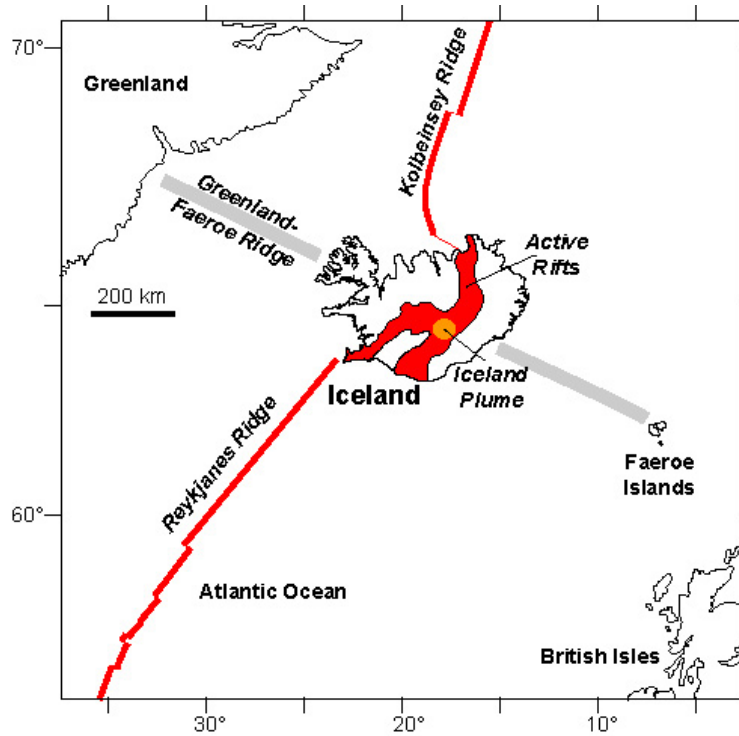 70°
Greenland
Kolbeinsey Ridge
Greenland-
Faeroe Ridge
Active
Rifts
200 km
Iceland
Iceland
Plume
Reykjanes Ridge
Faeroe
Islands
60°
Atlantic Ocean
British Isles
30°
20°
10°